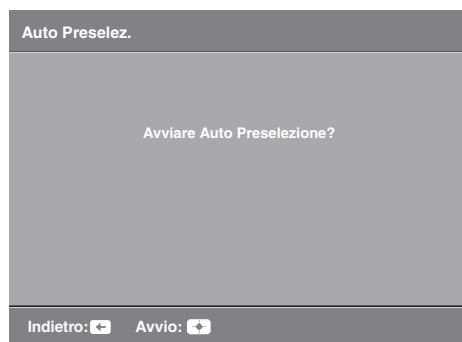 Auto Preselez.
Avviare Auto Preselezione?
Indietro: Avvio: